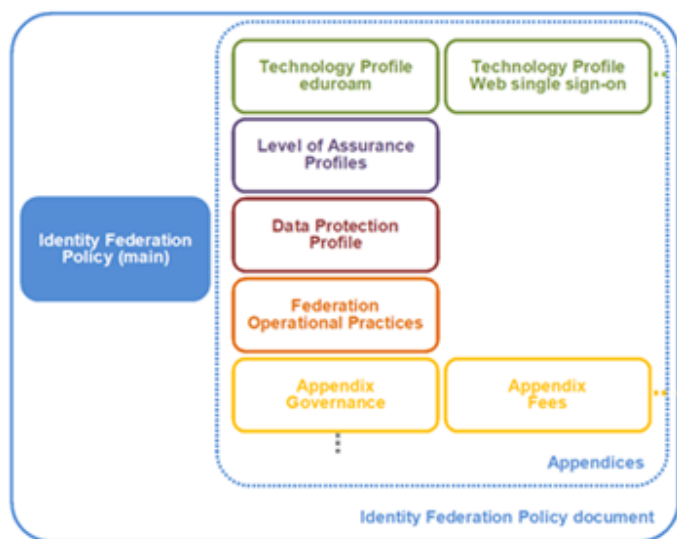 Technology Profile
eduroam
Technology Profile
Web single sign-on
Level of Assurance
Profiles
Identity Federation
Policy (main)
Data Protection
Profile
Federation
Operational Practices
Appendix
Governance
Appendix
Fees
Appendices
Identity Federation Policy document